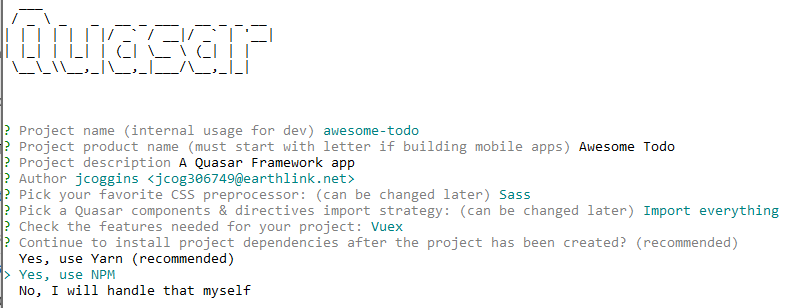 Quasar
? Project name (internal usage for dev) awesome-todo
? Project product name (must start with letter if building mobile apps) Awesome Todo
? Project description A Quasar Framework app
? Author jcoggins <jcog306749@earthlink.net>
? Pick your favorite CSS preprocessor: (can be changed later) Sass
? Pick a Quasar components & directives import strategy: (can be changed later) Import everything
? Check the features needed for your project: Vuex
? Continue to install project dependencies after the project has been created? (recommended)
Yes, use Yarn (recommended)
> Yes, use NPM
No, I will handle that myself